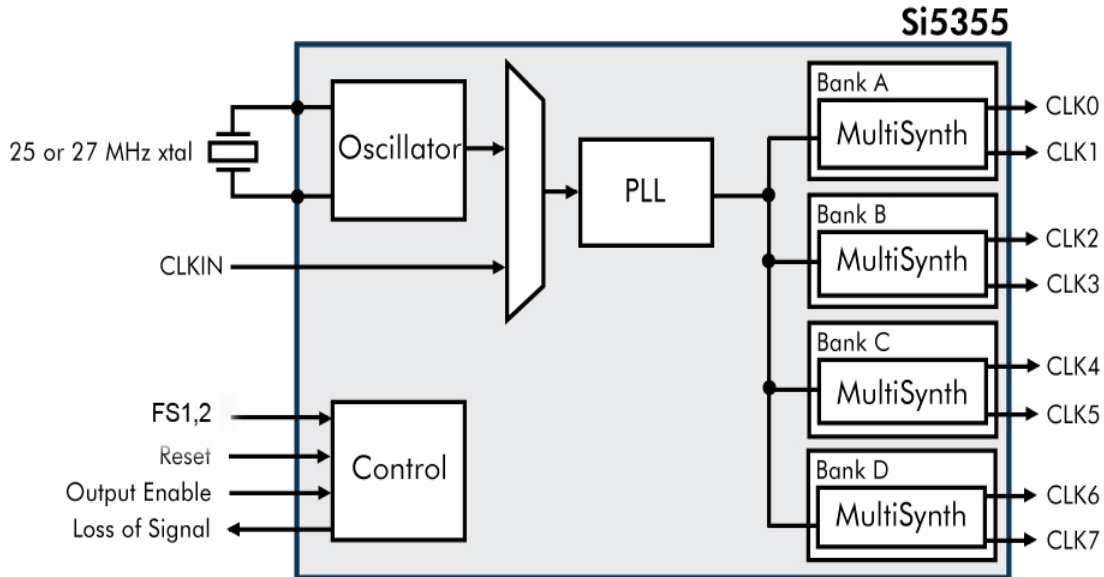 Si5355
25 or 27 MHz xtal
Oscillator
CLKIN
PLL
Bank A
MultiSynth
CLK0
CLK1
Bank B
MultiSynth
CLK2
CLK3
Bank C
MultiSynth
CLK4
CLK5
Bank D
MultiSynth
CLK6
CLK7
FS1,2
Reset
Output Enable
Loss of Signal
Control